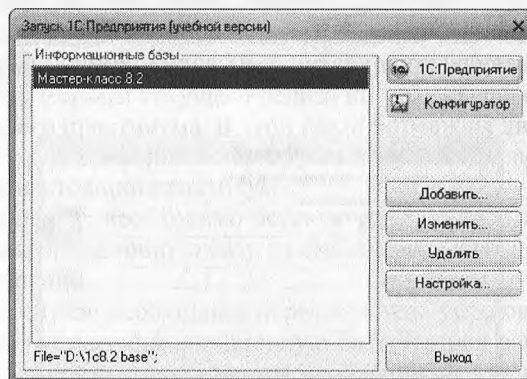 Запуск 1С:Предприятия (учебной версии)
Информационные базы
Мастер-класс 8.2
1С:Предприятие
Конфигуратор
Добавить...
Изменить...
Удалить
Настройка...
File="D:\1c8.2 base";
Выход